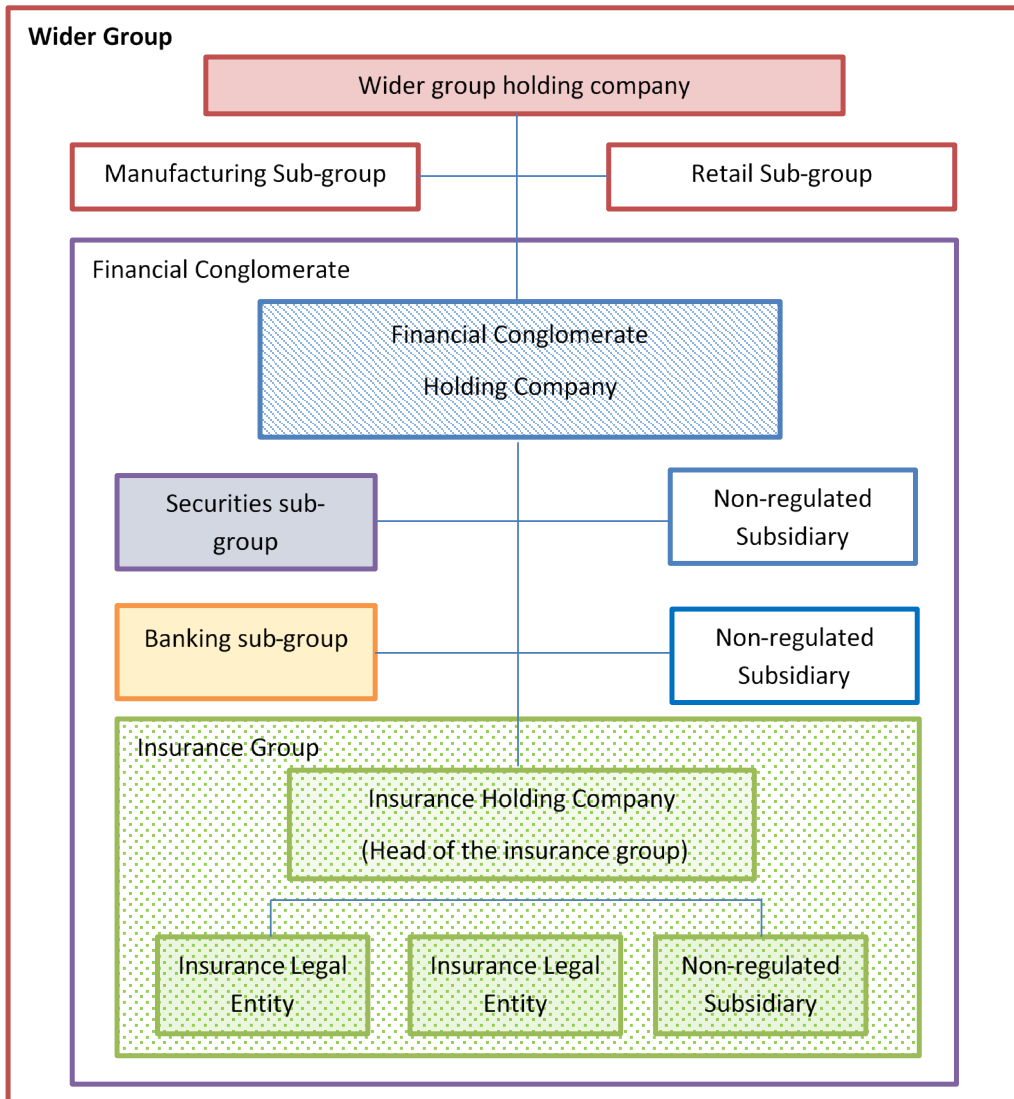 Wider Group
Wider group holding company
Manufacturing Sub-group
Retail Sub-group
Financial Conglomerate
Financial Conglomerate
Holding Company
Securities sub-
group
Non-regulated
Subsidiary
Banking sub-group
Non-regulated
Subsidiary
Insurance Group
Insurance Holding Company
(Head of the insurance group)
Insurance Legal
Entity
Insurance Legal
Entity
Non-regulated
Subsidiary